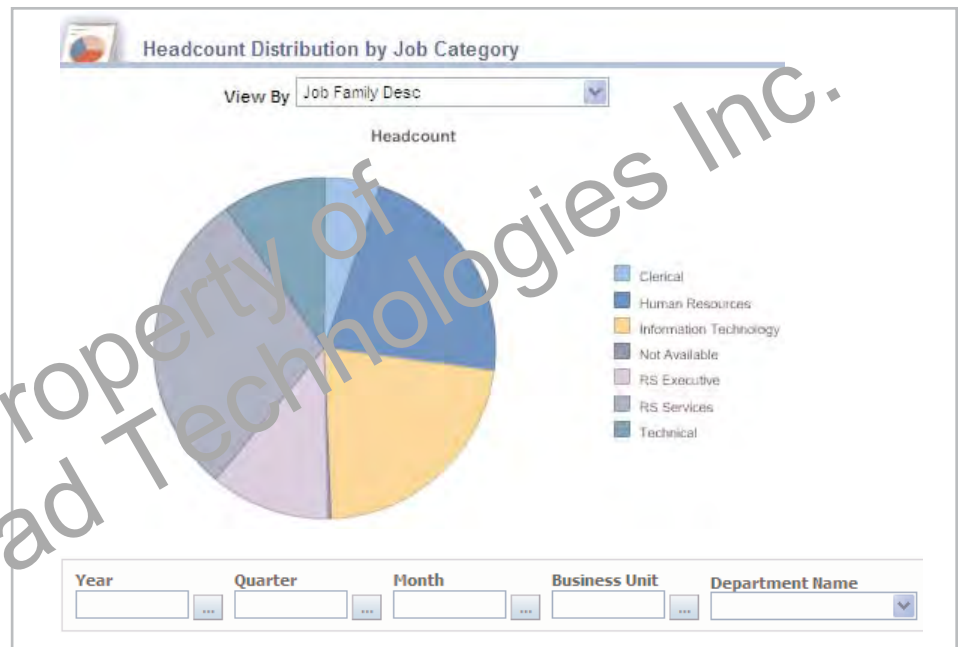 Headcount Distribution by Job Category
View By Job Family Desc
Headcount
Clerical
Human Resources
Information Technology
Not Available
RS Executive
RS Services
Technical
Property of
ad Technologies Inc.
Year Quarter Month Business Unit Department Name
... ... ... ...